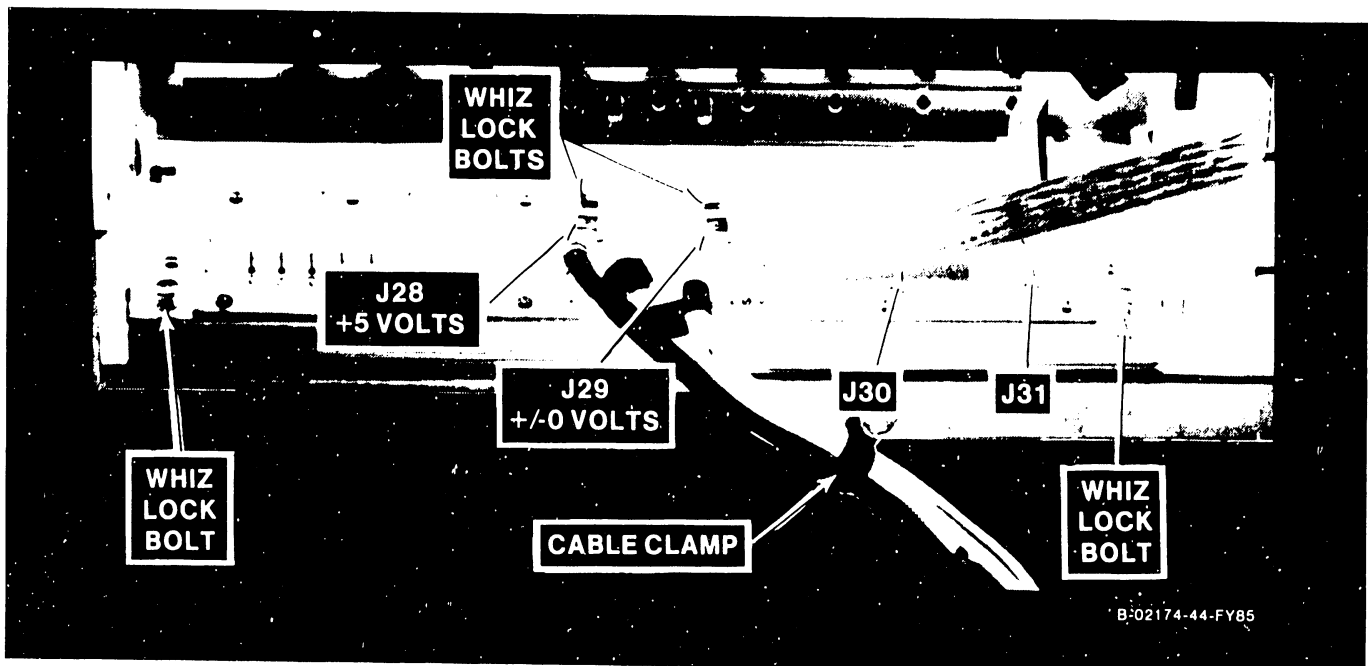 WHIZ
LOCK
BOLTS
J28
+5 VOLTS
J29
+/-0 VOLTS
J30
J31
WHIZ
LOCK
BOLT
CABLE CLAMP
WHIZ
LOCK
BOLT
B-02174-44-FY85